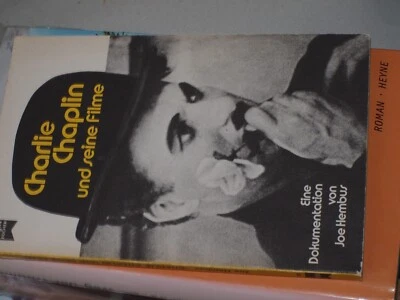 Charlie
Chaplin
und seine Filme
Eine
Dokumentation
von
Joe Hembus
ROMAN · HEYNE